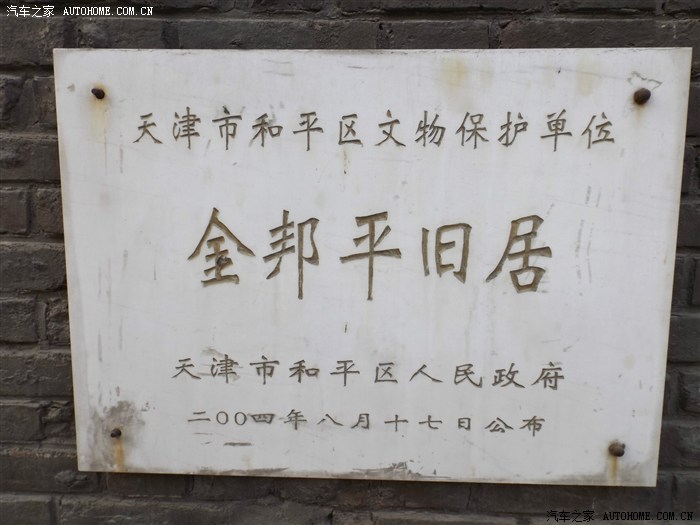 汽车之家 AUTOHOME.COM.CN
天津市和平区文物保护单位
金邦平旧居
天津市和平区人民政府
二〇〇四年八月十七日公布
汽车之家 AUTOHOME.COM.CN